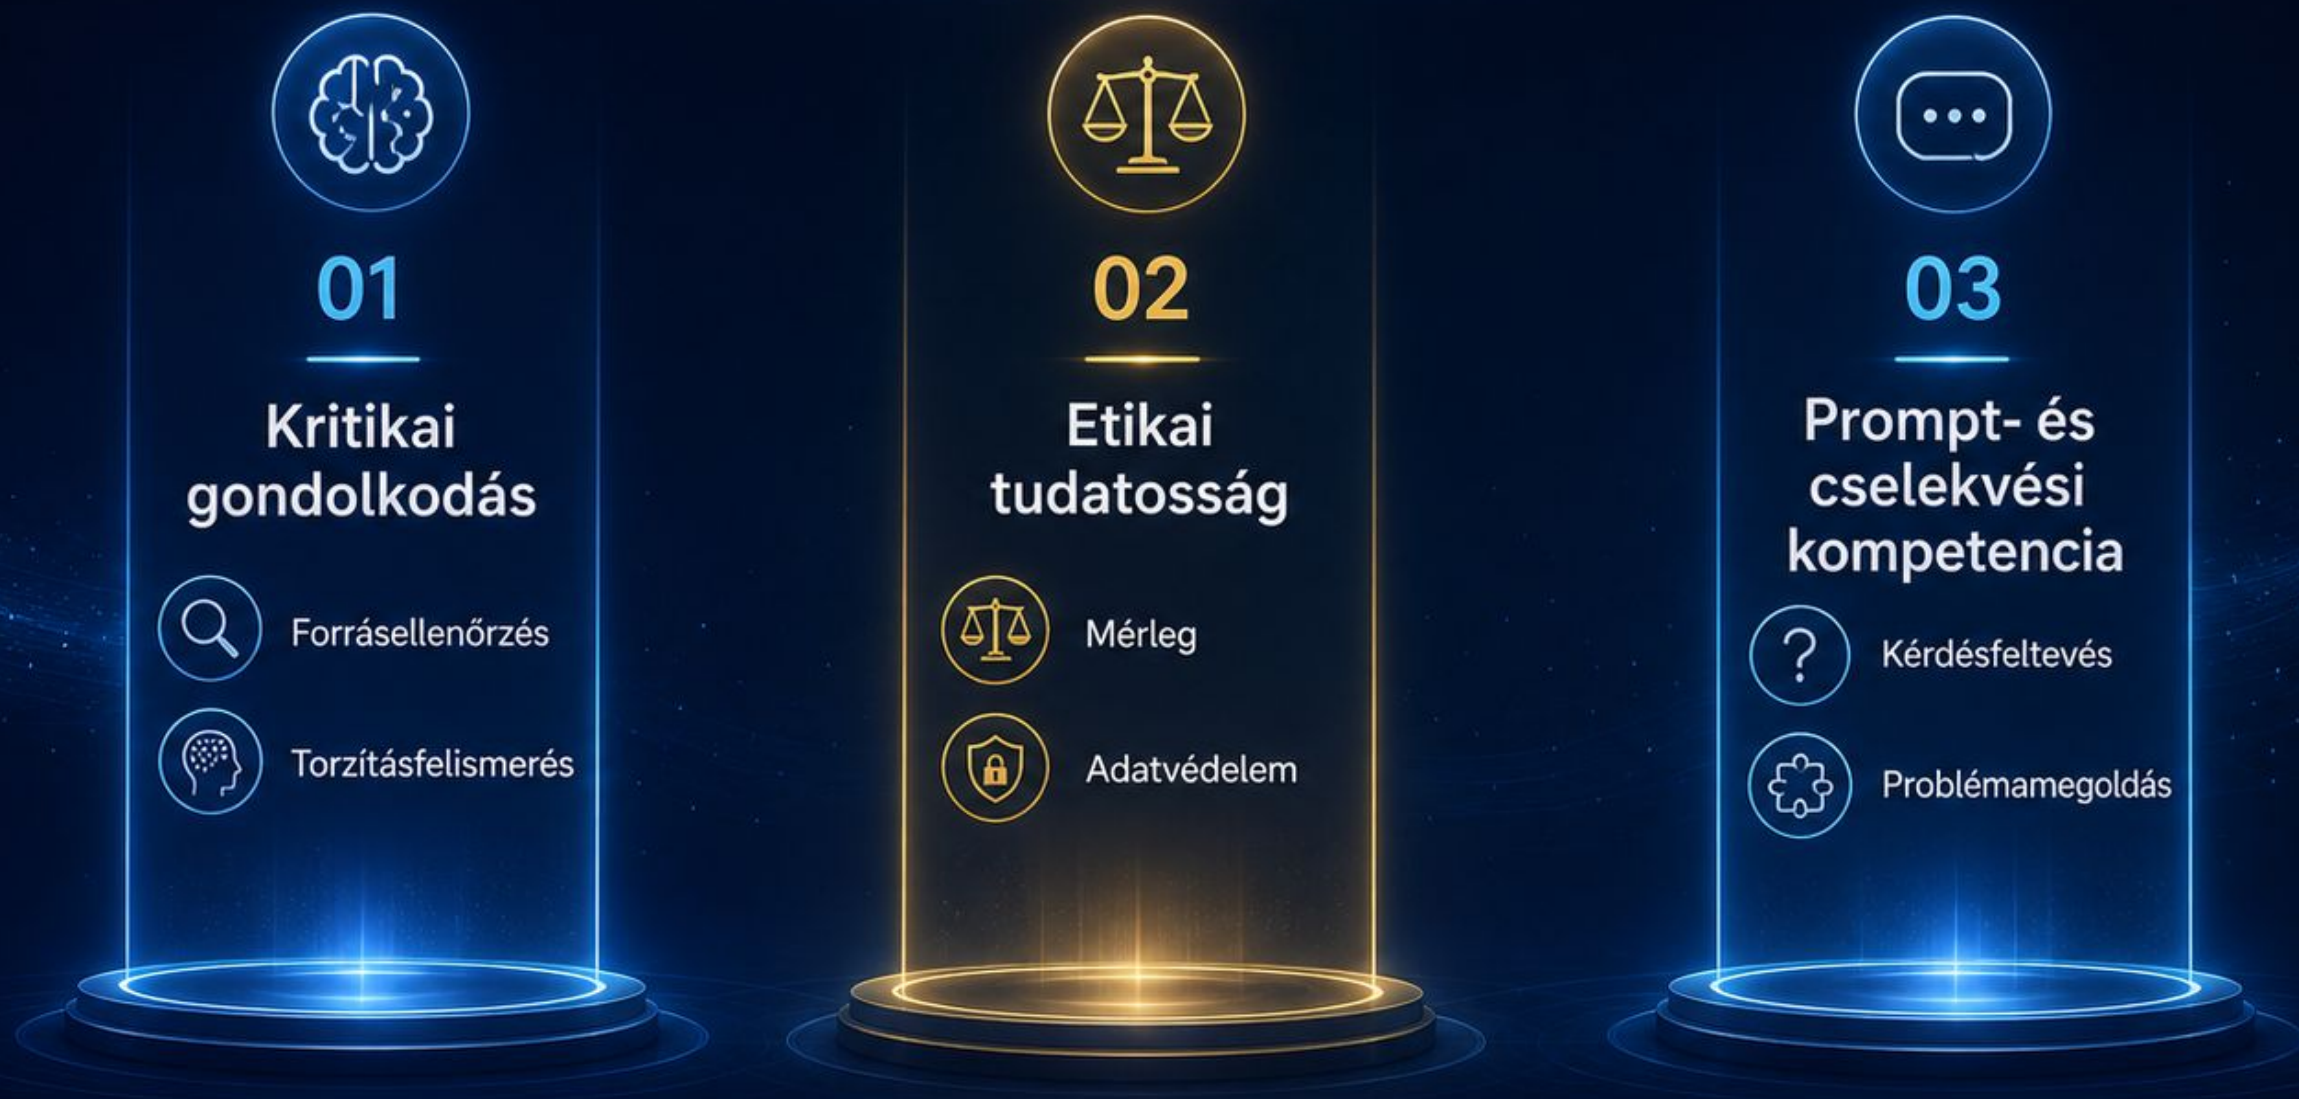 01
Kritikai
gondolkodás
Forrásellenőrzés
Torzításfelismerés
02
Etikai
tudatosság
Mérleg
Adatvédelem
03
Prompt- és
cselekvési
kompetencia
Kérdésfeltevés
Problémamegoldás